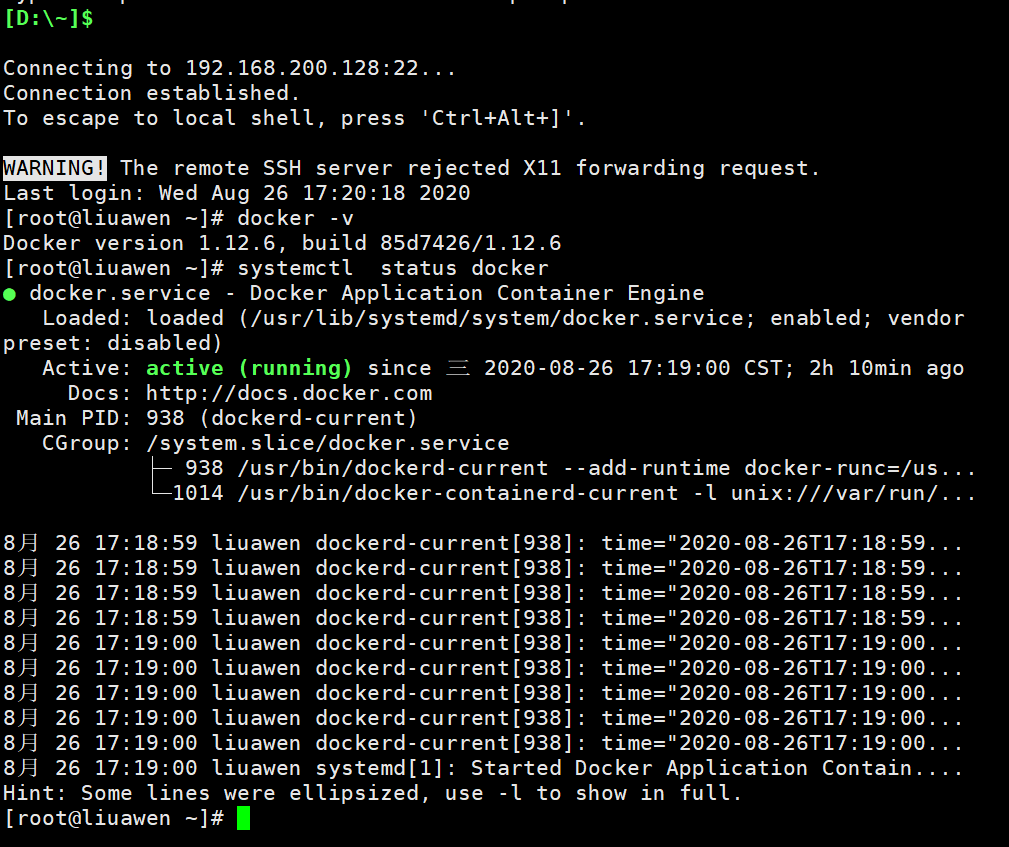 [D:\~]$
Connecting to 192.168.200.128:22...
Connection established.
To escape to local shell, press 'Ctrl+Alt+]'.
WARNING! The remote SSH server rejected X11 forwarding request.
Last login: Wed Aug 26 17:20:18 2020
[root@liuawen ~]# docker -v
Docker version 1.12.6, build 85d7426/1.12.6
[root@liuawen ~]# systemctl  status docker
● docker.service - Docker Application Container Engine
   Loaded: loaded (/usr/lib/systemd/system/docker.service; enabled; vendor
preset: disabled)
   Active: active (running) since 三 2020-08-26 17:19:00 CST; 2h 10min ago
     Docs: http://docs.docker.com
 Main PID: 938 (dockerd-current)
   CGroup: /system.slice/docker.service
           ├─ 938 /usr/bin/dockerd-current --add-runtime docker-runc=/us...
           └─1014 /usr/bin/docker-containerd-current -l unix:///var/run/...
8月 26 17:18:59 liuawen dockerd-current[938]: time="2020-08-26T17:18:59...
8月 26 17:18:59 liuawen dockerd-current[938]: time="2020-08-26T17:18:59...
8月 26 17:18:59 liuawen dockerd-current[938]: time="2020-08-26T17:18:59...
8月 26 17:18:59 liuawen dockerd-current[938]: time="2020-08-26T17:18:59...
8月 26 17:19:00 liuawen dockerd-current[938]: time="2020-08-26T17:19:00...
8月 26 17:19:00 liuawen dockerd-current[938]: time="2020-08-26T17:19:00...
8月 26 17:19:00 liuawen dockerd-current[938]: time="2020-08-26T17:19:00...
8月 26 17:19:00 liuawen dockerd-current[938]: time="2020-08-26T17:19:00...
8月 26 17:19:00 liuawen dockerd-current[938]: time="2020-08-26T17:19:00...
8月 26 17:19:00 liuawen systemd[1]: Started Docker Application Contain....
Hint: Some lines were ellipsized, use -l to show in full.
[root@liuawen ~]#